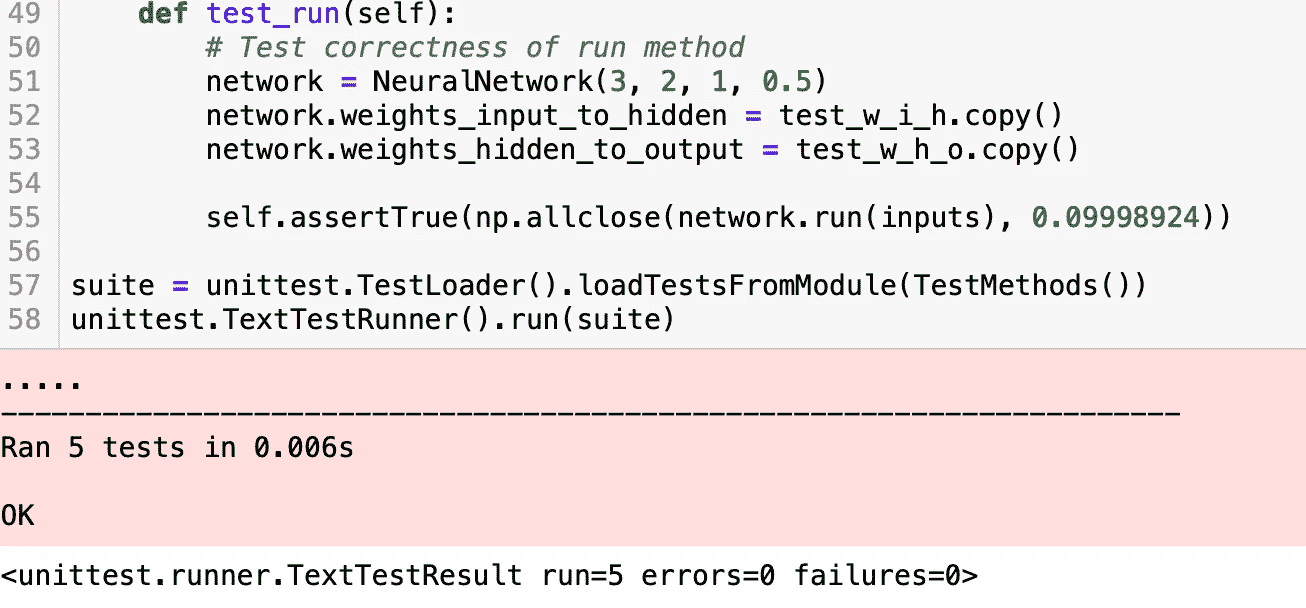 49     def test_run(self):
50         # Test correctness of run method
51         network = NeuralNetwork(3, 2, 1, 0.5)
52         network.weights_input_to_hidden = test_w_i_h.copy()
53         network.weights_hidden_to_output = test_w_h_o.copy()
54
55         self.assertTrue(np.allclose(network.run(inputs), 0.09998924))
56
57 suite = unittest.TestLoader().loadTestsFromModule(TestMethods())
58 unittest.TextTestRunner().run(suite)
.....
----------------------------------------------------------------------
Ran 5 tests in 0.006s
OK
<unittest.runner.TextTestResult run=5 errors=0 failures=0>